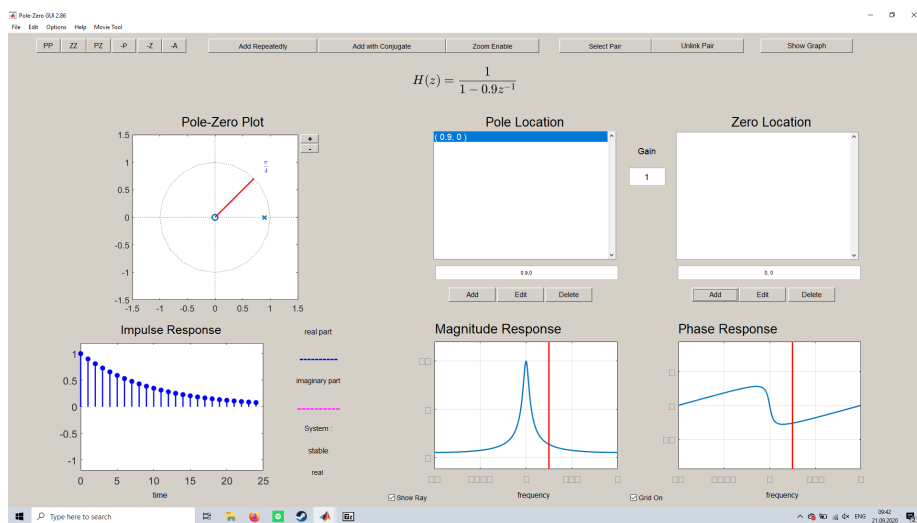 Pole-Zero GUI 2.86
File Edit Options Help Movie Tool
PP ZZ PZ -P -Z -A Add Repeatedly Add with Conjugate Zoom Enable Select Pair Unlink Pair Show Graph
H(z) = 1 / (1 − 0.9z⁻¹)
Pole-Zero Plot
+
-
π/4
1.5
1
0.5
0
-0.5
-1
-1.5
-1.5 -1 -0.5 0 0.5 1 1.5
Pole Location
( 0.9, 0 )
0.9,0
Add Edit Delete
Gain
1
Zero Location
0, 0
Add Edit Delete
Impulse Response
1
0.5
0
-0.5
-1
0 5 10 15 20 25
time
real part
imaginary part
System :
stable
real
Magnitude Response
frequency
Show Ray
Phase Response
frequency
Grid On
Type here to search
ENG
09:42
21.09.2020